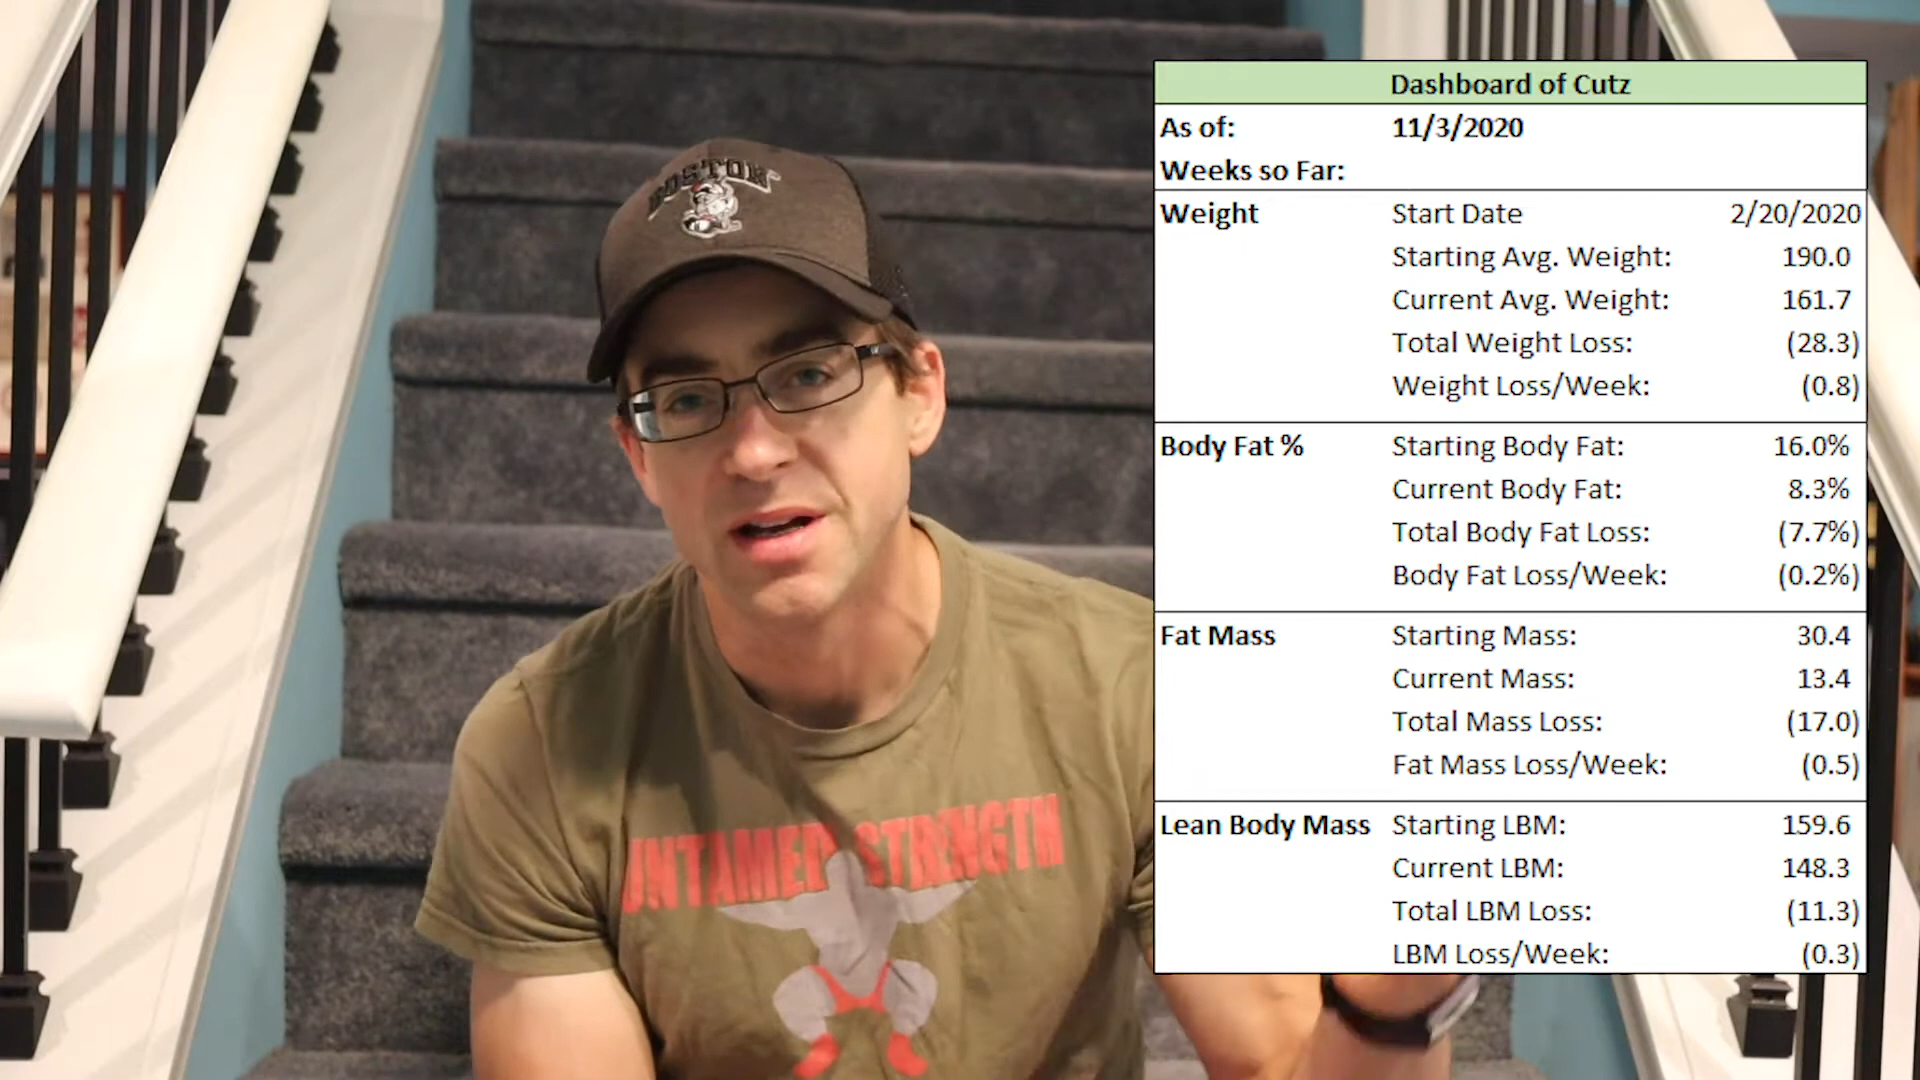 BOSTON
UNTAMED STRENGTH
Dashboard of Cutz
As of: 11/3/2020
Weeks so Far:
Weight Start Date 2/20/2020
Starting Avg. Weight: 190.0
Current Avg. Weight: 161.7
Total Weight Loss: (28.3)
Weight Loss/Week: (0.8)
Body Fat % Starting Body Fat: 16.0%
Current Body Fat: 8.3%
Total Body Fat Loss: (7.7%)
Body Fat Loss/Week: (0.2%)
Fat Mass Starting Mass: 30.4
Current Mass: 13.4
Total Mass Loss: (17.0)
Fat Mass Loss/Week: (0.5)
Lean Body Mass Starting LBM: 159.6
Current LBM: 148.3
Total LBM Loss: (11.3)
LBM Loss/Week: (0.3)